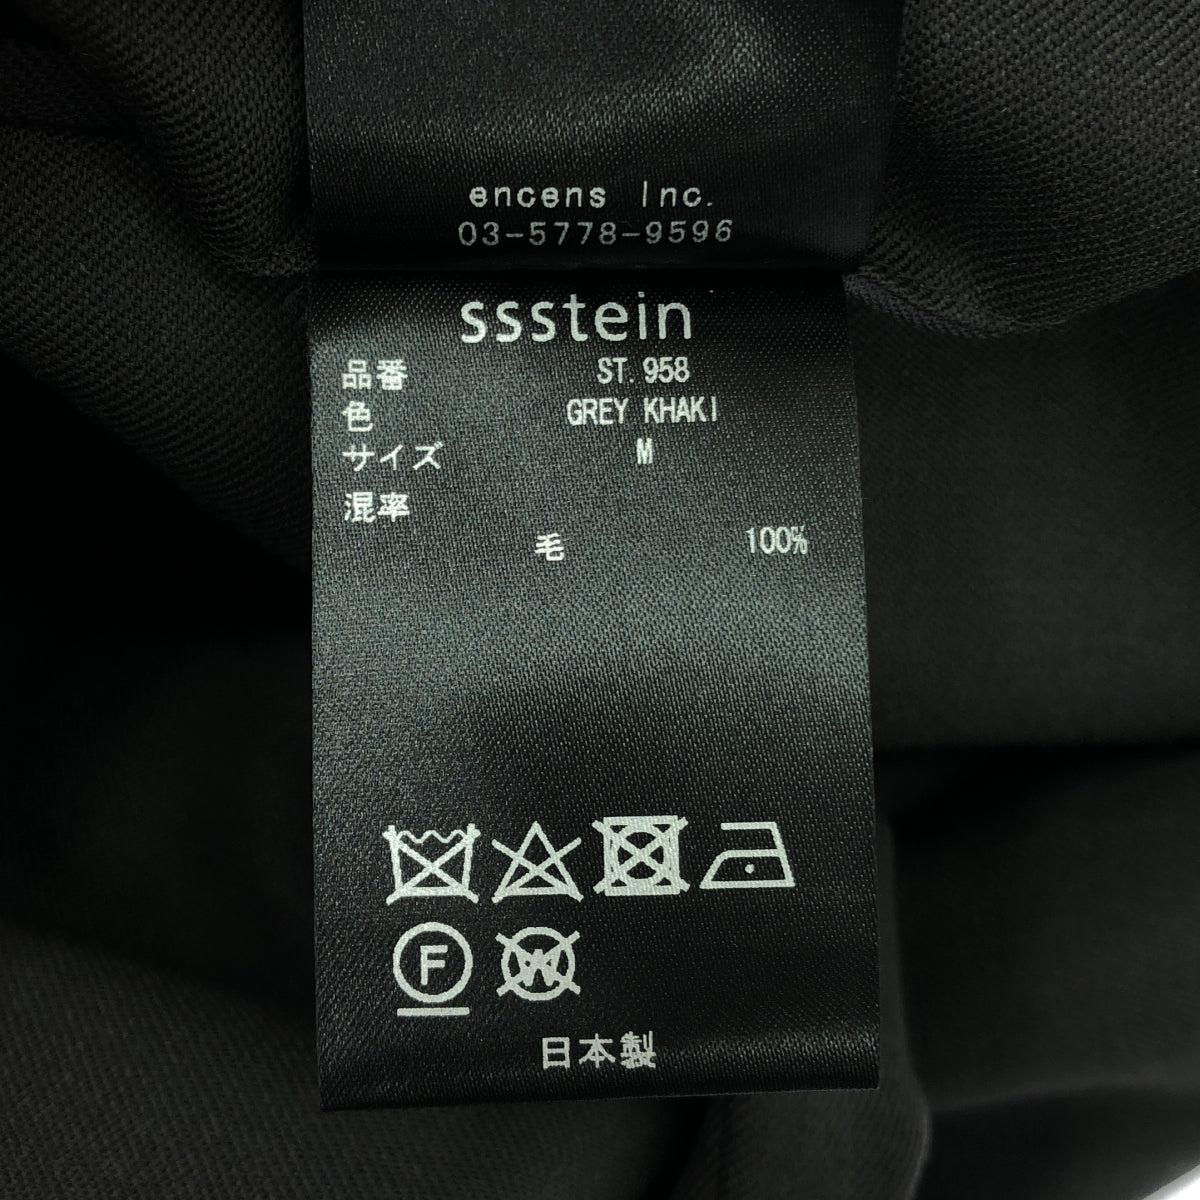 encens Inc.
03-5778-9596
ssstein
品番 ST.958
色 GREY KHAKI
サイズ M
混率
毛 100%
F W
日本製